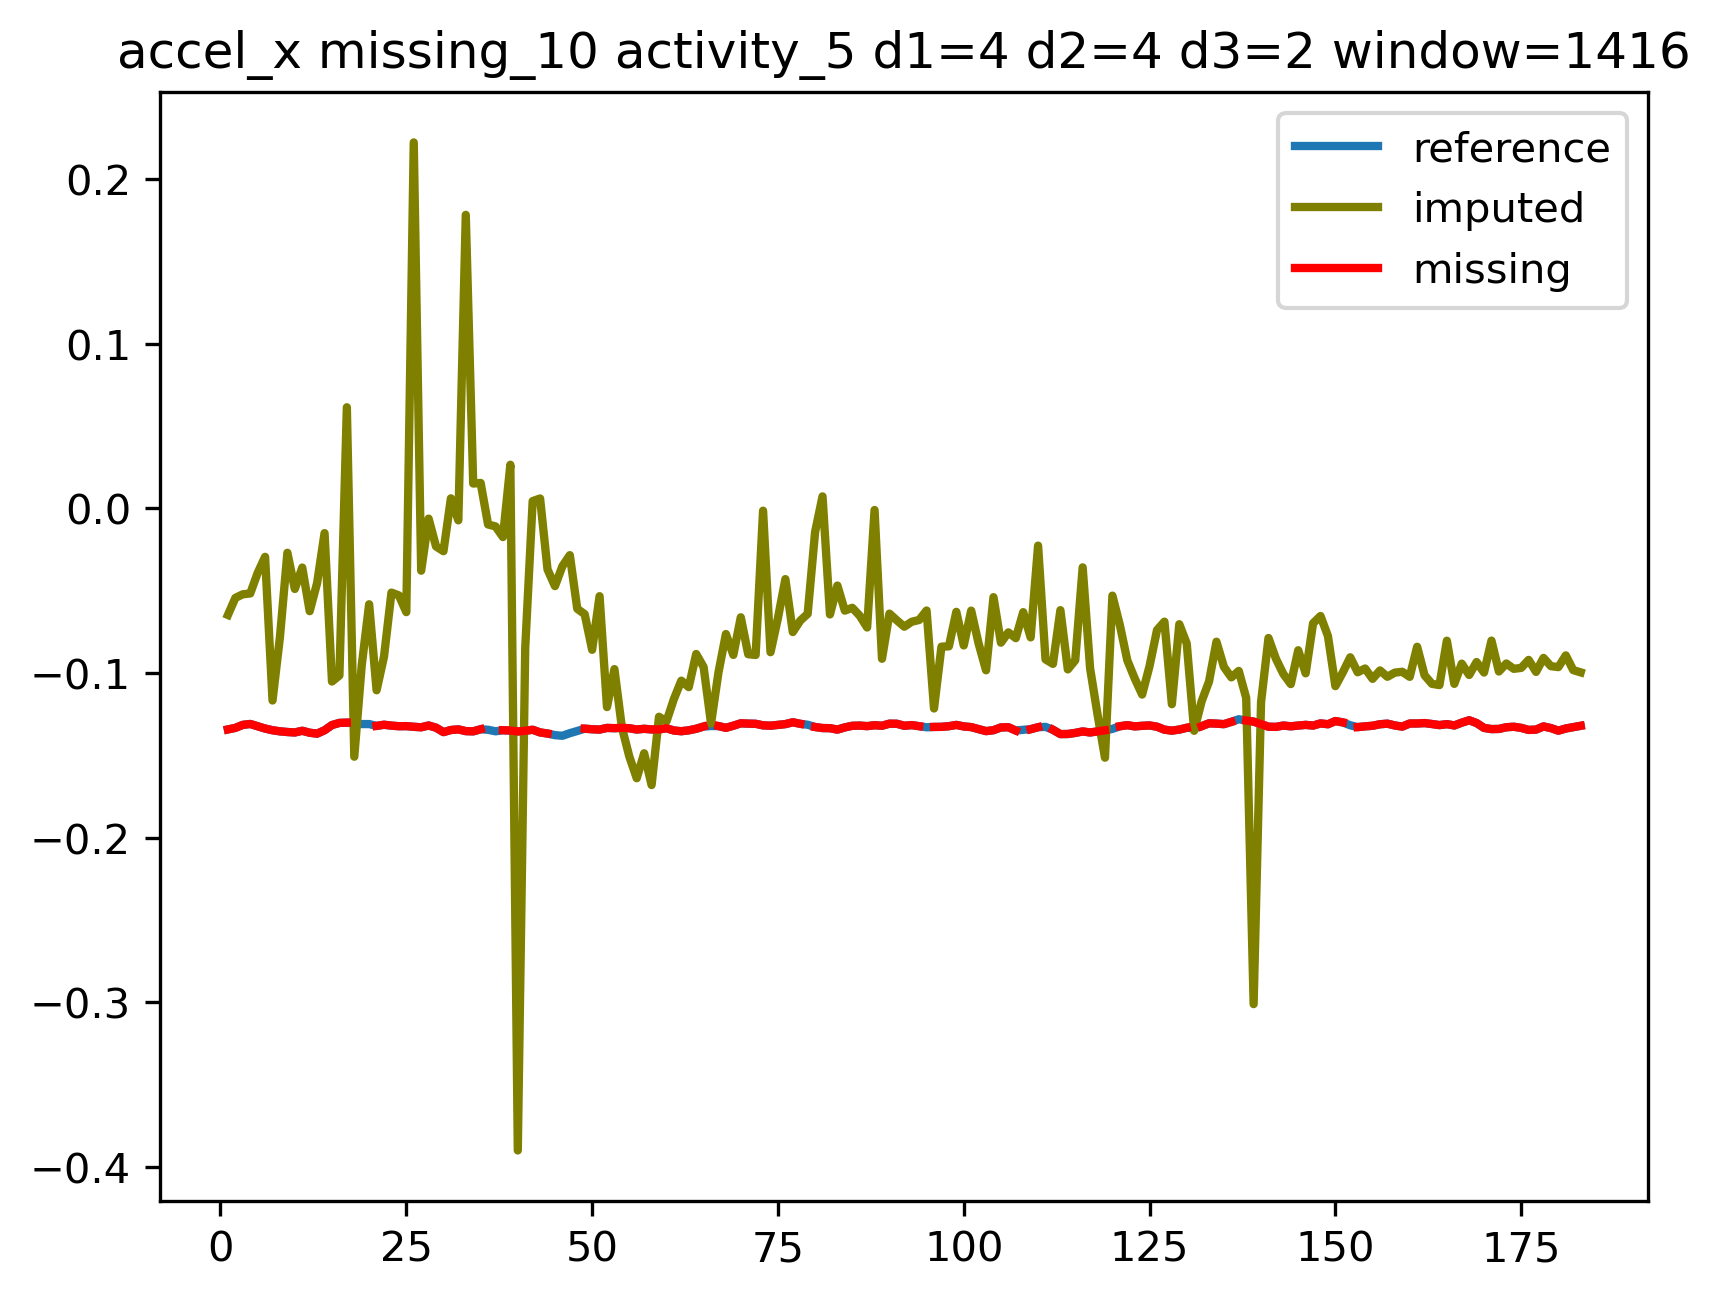 accel_x missing_10 activity_5 d1=4 d2=4 d3=2 window=1416
reference
imputed
missing
0.2
0.1
0.0
−0.1
−0.2
−0.3
−0.4
0 25 50 75 100 125 150 175